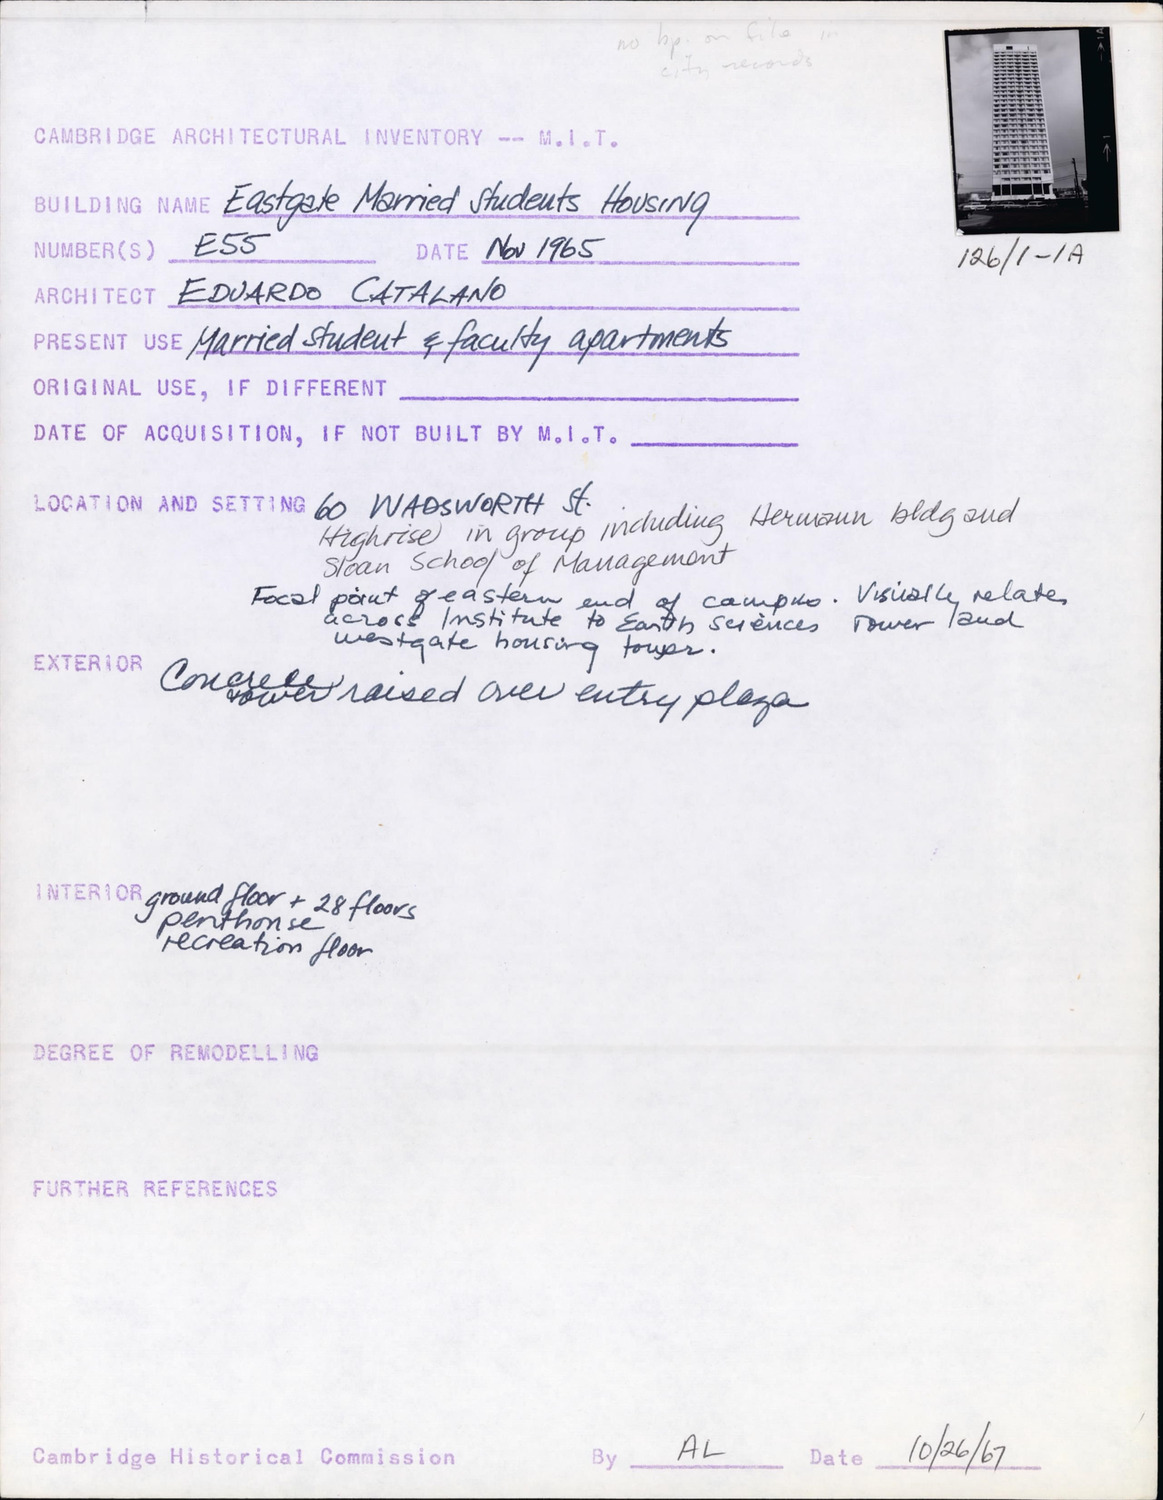 no bp. on file in
city records
CAMBRIDGE ARCHITECTURAL INVENTORY -- M.I.T.
BUILDING NAME Eastgate Married Students Housing
NUMBER(S) E55 DATE Nov 1965
126/1-1A
ARCHITECT EDUARDO CATALANO
PRESENT USE Married student & faculty apartments
ORIGINAL USE, IF DIFFERENT
DATE OF ACQUISITION, IF NOT BUILT BY M.I.T.
LOCATION AND SETTING 60 WADSWORTH St.
Highrise in group including Hermann bldg and
Sloan School of Management
Focal point of eastern end of campus. Visually relates
across Institute to Earth Sciences Tower and
westgate housing tower.
EXTERIOR
Concrete
tower raised over entry plaza
INTERIOR ground floor + 28 floors
penthouse
recreation floor
DEGREE OF REMODELLING
FURTHER REFERENCES
Cambridge Historical Commission By AL Date 10/26/67